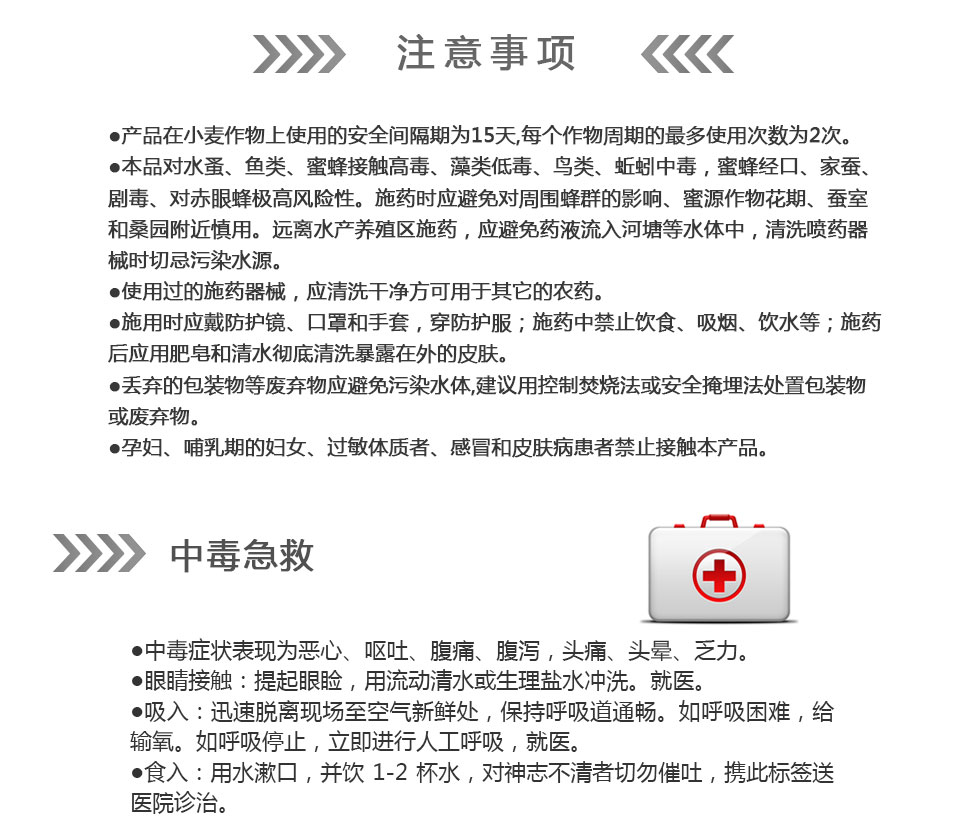 注意事项
●产品在小麦作物上使用的安全间隔期为15天,每个作物周期的最多使用次数为2次。
●本品对水蚤、鱼类、蜜蜂接触高毒、藻类低毒、鸟类、蚯蚓中毒，蜜蜂经口、家蚕、
剧毒、对赤眼蜂极高风险性。施药时应避免对周围蜂群的影响、蜜源作物花期、蚕室
和桑园附近慎用。远离水产养殖区施药，应避免药液流入河塘等水体中，清洗喷药器
械时切忌污染水源。
●使用过的施药器械，应清洗干净方可用于其它的农药。
●施用时应戴防护镜、口罩和手套，穿防护服；施药中禁止饮食、吸烟、饮水等；施药
后应用肥皂和清水彻底清洗暴露在外的皮肤。
●丢弃的包装物等废弃物应避免污染水体,建议用控制焚烧法或安全掩埋法处置包装物
或废弃物。
●孕妇、哺乳期的妇女、过敏体质者、感冒和皮肤病患者禁止接触本产品。
中毒急救
●中毒症状表现为恶心、呕吐、腹痛、腹泻，头痛、头晕、乏力。
●眼睛接触：提起眼睑，用流动清水或生理盐水冲洗。就医。
●吸入：迅速脱离现场至空气新鲜处，保持呼吸道通畅。如呼吸困难，给
输氧。如呼吸停止，立即进行人工呼吸，就医。
●食入：用水漱口，并饮 1-2 杯水，对神志不清者切勿催吐，携此标签送
医院诊治。